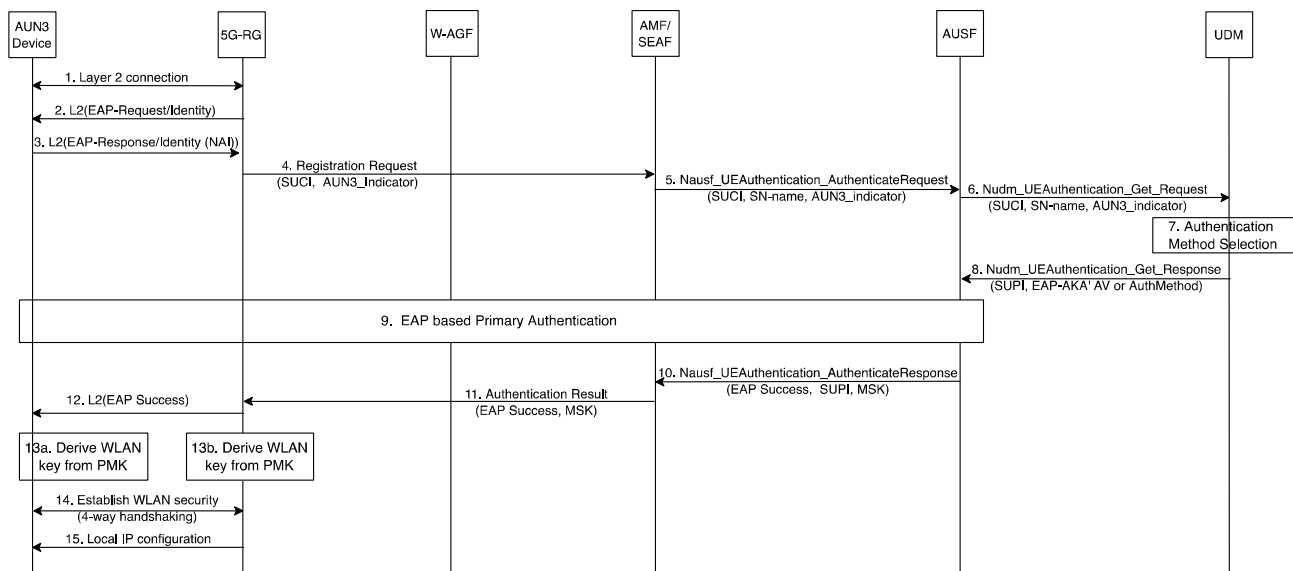 AUN3
Device
5G-RG
W-AGF
AMF/
SEAF
AUSF
UDM
1. Layer 2 connection
2. L2(EAP-Request/Identity)
3. L2(EAP-Response/Identity (NAI))
4. Registration Request
(SUCI, AUN3_Indicator)
5. Nausf_UEAuthentication_AuthenticateRequest
(SUCI, SN-name, AUN3_indicator)
6. Nudm_UEAuthentication_Get_Request
(SUCI, SN-name, AUN3_indicator)
7. Authentication
Method Selection
8. Nudm_UEAuthentication_Get_Response
(SUPI, EAP-AKA' AV or AuthMethod)
9. EAP based Primary Authentication
10. Nausf_UEAuthentication_AuthenticateResponse
(EAP Success, SUPI, MSK)
11. Authentication Result
(EAP Success, MSK)
12. L2(EAP Success)
13a. Derive WLAN
key from PMK
13b. Derive WLAN
key from PMK
14. Establish WLAN security
(4-way handshaking)
15. Local IP configuration